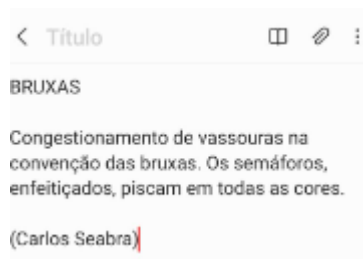 Título
BRUXAS
Congestionamento de vassouras na
convenção das bruxas. Os semáforos,
enfeitiçados, piscam em todas as cores.
(Carlos Seabra)